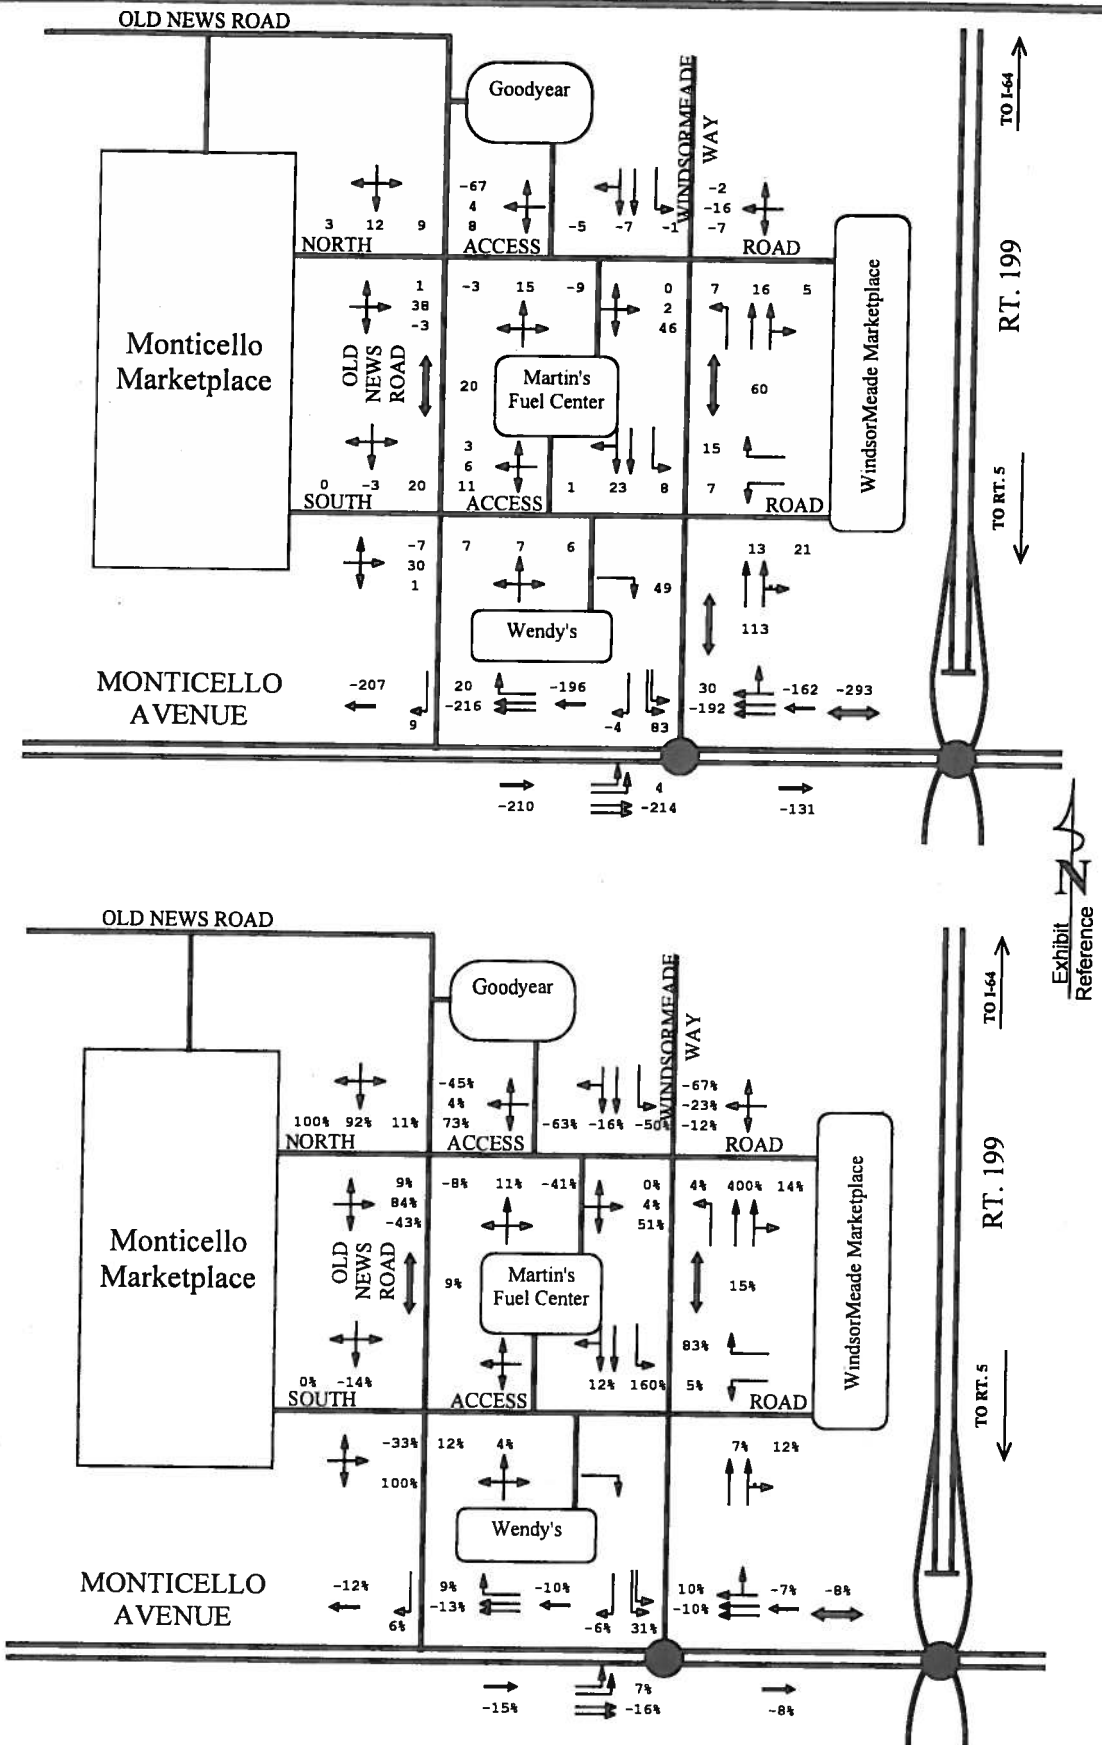 OLD NEWS ROAD
Goodyear
WINDSORMEADE
WAY
TO I-64
-67
4
8
-2
-16
-7
3 12 9
-5 -7 -1
NORTH ACCESS ROAD
1
38
-3
-3 15 -9
0
2
46
7 16 5
RT. 199
Monticello
Marketplace
OLD
NEWS
ROAD
20
Martin's
Fuel Center
60
WindsorMeade Marketplace
3
6
11
15
7
0 -3 20
1 23 8
SOUTH ACCESS ROAD
TO RT. 5
-7
30
1
7 7 6
49
13 21
113
Wendy's
MONTICELLO
AVENUE
-207
9
20
-216
-196
-4 83
30
-192
-162 -293
-210
4
-214
-131
N
Exhibit
Reference
OLD NEWS ROAD
Goodyear
WINDSORMEADE
WAY
TO I-64
-45%
4%
73%
-67%
-23%
-12%
100% 92% 11%
-63% -16% -50%
NORTH ACCESS ROAD
9%
84%
-43%
-8% 11% -41%
0%
4%
51%
4% 400% 14%
RT. 199
Monticello
Marketplace
OLD
NEWS
ROAD
9%
Martin's
Fuel Center
15%
WindsorMeade Marketplace
83%
5%
0% -14%
12% 160%
SOUTH ACCESS ROAD
TO RT. 5
-33%
100%
12% 4%
7% 12%
Wendy's
MONTICELLO
AVENUE
-12%
6%
9%
-13%
-10%
-6% 31%
10%
-10%
-7% -8%
-15%
7%
-16%
-8%